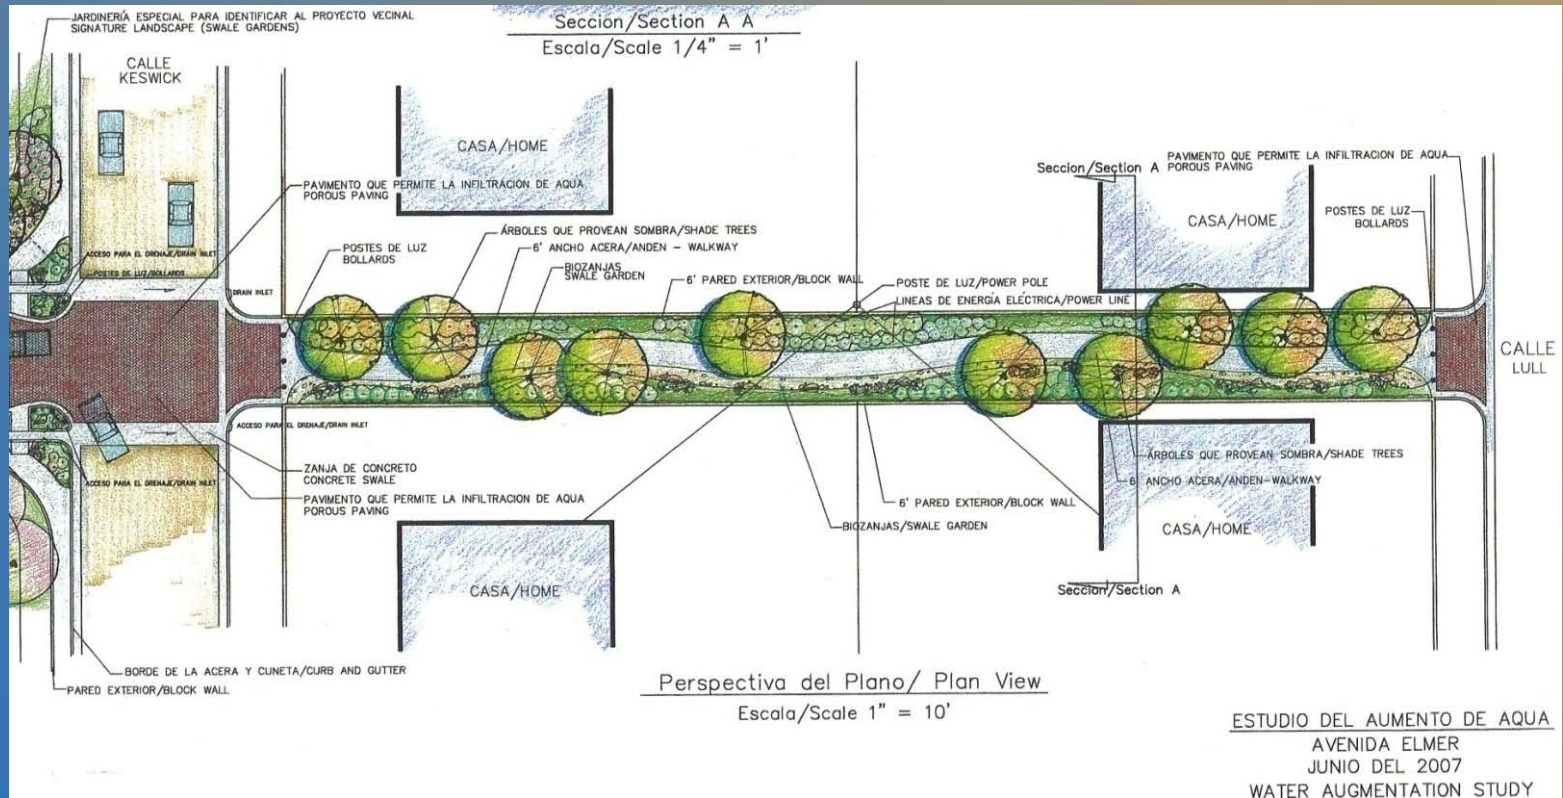 JARDINERÍA ESPECIAL PARA IDENTIFICAR AL PROYECTO VECINAL
SIGNATURE LANDSCAPE (SWALE GARDENS)
Seccion/Section A A
Escala/Scale 1/4" = 1'
CALLE
KESWICK
CASA/HOME
PAVIMENTO QUE PERMITE LA INFILTRACION DE AQUA
POROUS PAVING
Seccion/Section A
PAVIMENTO QUE PERMITE LA INFILTRACION DE AQUA
POROUS PAVING
CASA/HOME
POSTES DE LUZ
BOLLARDS
ÁRBOLES QUE PROVEAN SOMBRA/SHADE TREES
6' ANCHO ACERA/ANDEN - WALKWAY
POSTES DE LUZ
BOLLARDS
BIOZANJAS
SWALE GARDEN
ACCESO PARA EL DRENAJE/DRAIN INLET
POSTES DE LUZ/BOLLARDS
DRAIN INLET
6' PARED EXTERIOR/BLOCK WALL
POSTE DE LUZ/POWER POLE
LINEAS DE ENERGÍA ELÉCTRICA/POWER LINE
CALLE
LULL
ACCESO PARA EL DRENAJE/DRAIN INLET
ZANJA DE CONCRETO
CONCRETE SWALE
ACCESO PARA EL DRENAJE/DRAIN INLET
PAVIMENTO QUE PERMITE LA INFILTRACION DE AQUA
POROUS PAVING
ÁRBOLES QUE PROVEAN SOMBRA/SHADE TREES
6' ANCHO ACERA/ANDEN-WALKWAY
6' PARED EXTERIOR/BLOCK WALL
BIOZANJAS/SWALE GARDEN
CASA/HOME
CASA/HOME
Seccion/Section A
BORDE DE LA ACERA Y CUNETA/CURB AND GUTTER
PARED EXTERIOR/BLOCK WALL
Perspectiva del Plano/ Plan View
Escala/Scale 1" = 10'
ESTUDIO DEL AUMENTO DE AQUA
AVENIDA ELMER
JUNIO DEL 2007
WATER AUGMENTATION STUDY